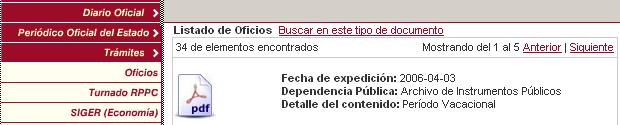 Diario Oficial
Periódico Oficial del Estado
Trámites
Oficios
Turnado RPPC
SIGER (Economía)
Listado de Oficios Buscar en este tipo de documento
34 de elementos encontrados Mostrando del 1 al 5 Anterior | Siguiente
pdf
Fecha de expedición: 2006-04-03
Dependencia Pública: Archivo de Instrumentos Públicos
Detalle del contenido: Período Vacacional